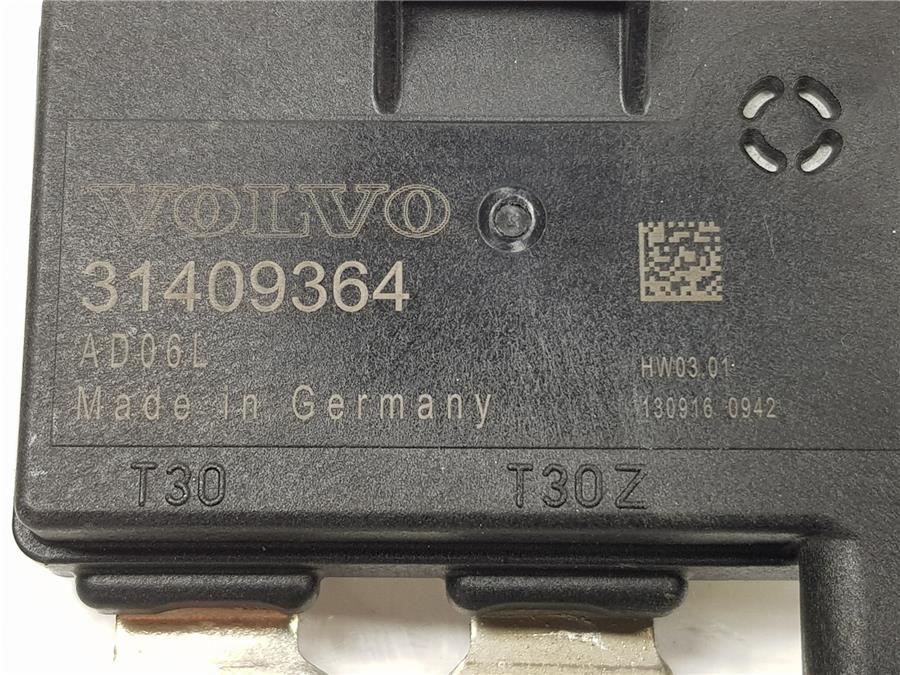 VOLVO
31409364
AD06L
Made in Germany
HW03.01
130916 0942
T30
T30Z